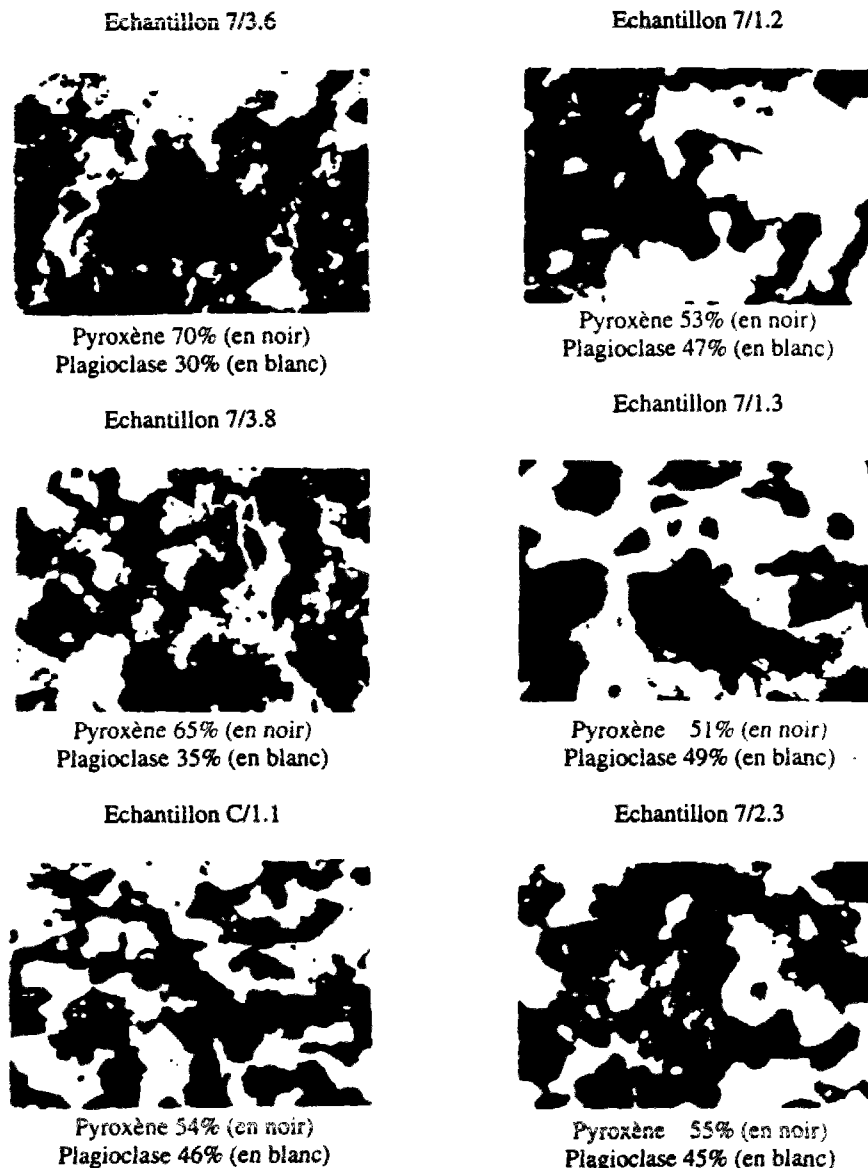 Echantillon 7/3.6
Pyroxène 70% (en noir)
Plagioclase 30% (en blanc)
Echantillon 7/1.2
Pyroxène 53% (en noir)
Plagioclase 47% (en blanc)
Echantillon 7/3.8
Pyroxène 65% (en noir)
Plagioclase 35% (en blanc)
Echantillon 7/1.3
Pyroxène 51% (en noir)
Plagioclase 49% (en blanc)
Echantillon C/1.1
Pyroxène 54% (en noir)
Plagioclase 46% (en blanc)
Echantillon 7/2.3
Pyroxène 55% (en noir)
Plagioclase 45% (en blanc)